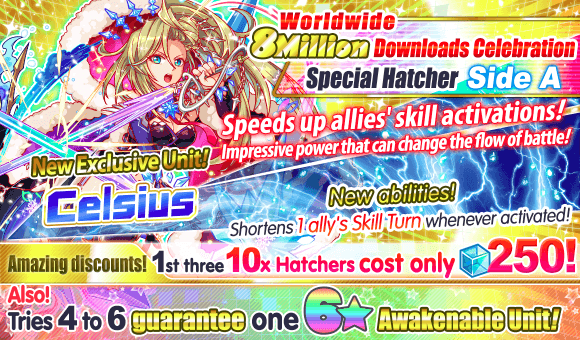 Worldwide
8Million Downloads Celebration
Special Hatcher Side A
Speeds up allies' skill activations!
Impressive power that can change the flow of battle!
New Exclusive Unit!
Celsius
New abilities!
Shortens 1 ally's Skill Turn whenever activated!
Amazing discounts! 1st three 10x Hatchers cost only 250!
Also!
Tries 4 to 6 guarantee one 6★ Awakenable Unit!